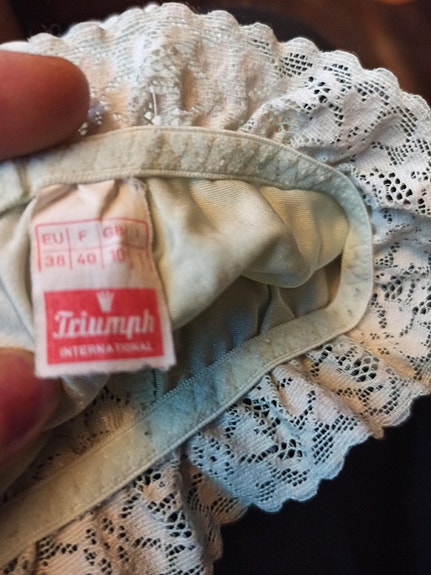 EU F GB
38 40 10
Triumph
INTERNATIONAL